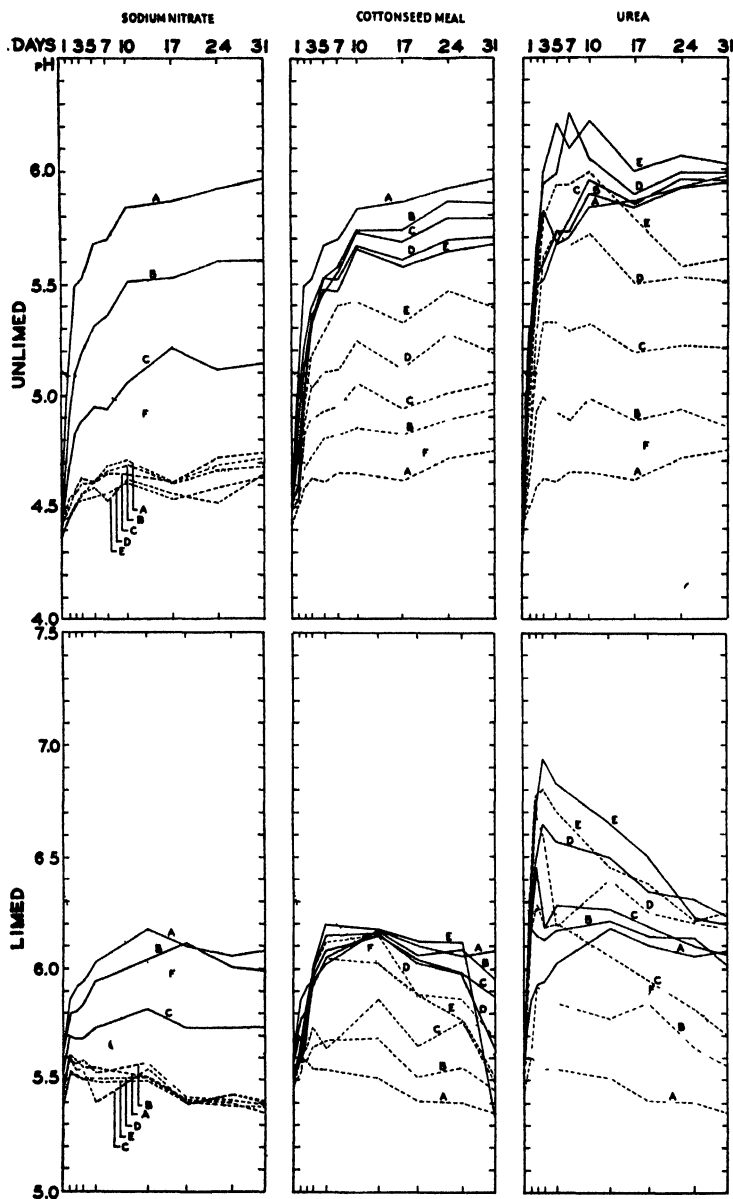 SODIUM NITRATE COTTONSEED MEAL UREA
.DAYS 1 3 5 7 10 17 24 31 1 3 5 7 10 17 24 31 1 3 5 7 10 17 24 31
pH
6.0
5.5
5.0
4.5
4.0
UNLIMED
A
B
C
F
A
B
C
D
E
A
B
C
D
E
E
D
C
B
F
A
E
D
C
A
E
D
C
B
F
A
7.5
7.0
6.5
6.0
5.5
5.0
LIMED
A
B
F
C
B
A
D
E
C
E
A
B
C
D
F
D
E
C
B
A
E
E
D
D
C
B
A
C
F
B
A